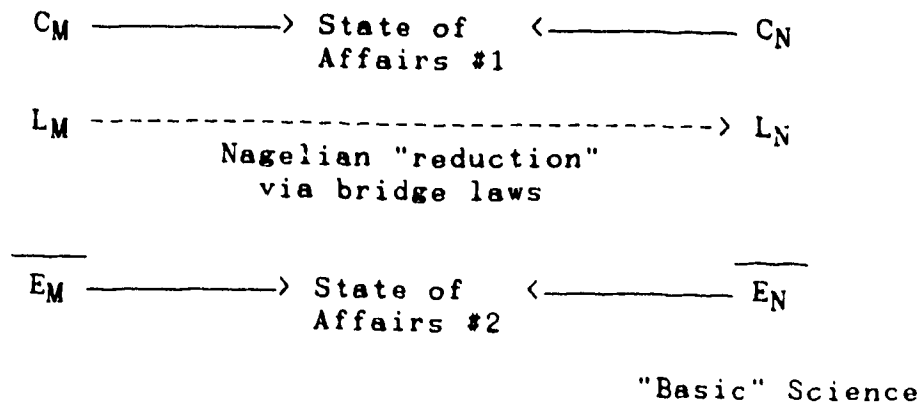 C_M State of C_N
Affairs #1
L_M L_N
Nagelian "reduction"
via bridge laws
E_M State of E_N
Affairs #2
"Basic" Science